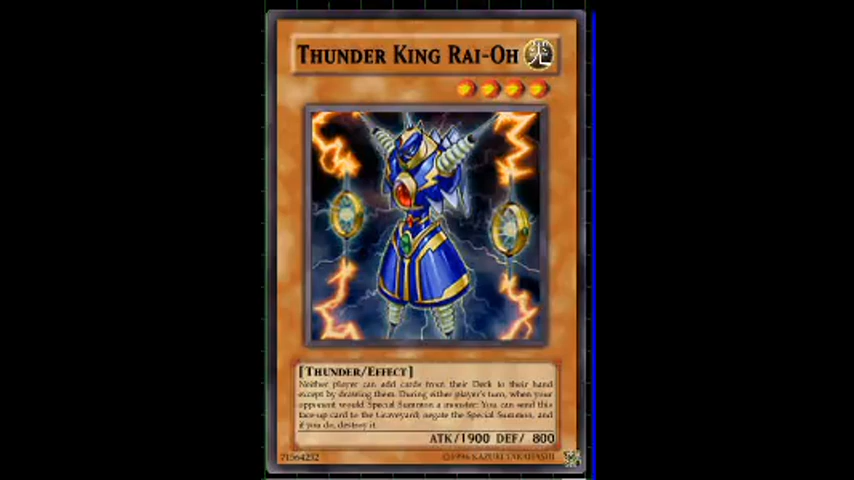 THUNDER KING RAI-OH 光
[THUNDER/EFFECT]
Neither player can add cards from their Deck to their hand
except by drawing them. During either player's turn, when your
opponent would Special Summon a monster: You can send this
face-up card to the Graveyard; negate the Special Summon, and
if you do, destroy it.
ATK/1900 DEF/ 800
71564252 ©1996 KAZUKI TAKAHASHI